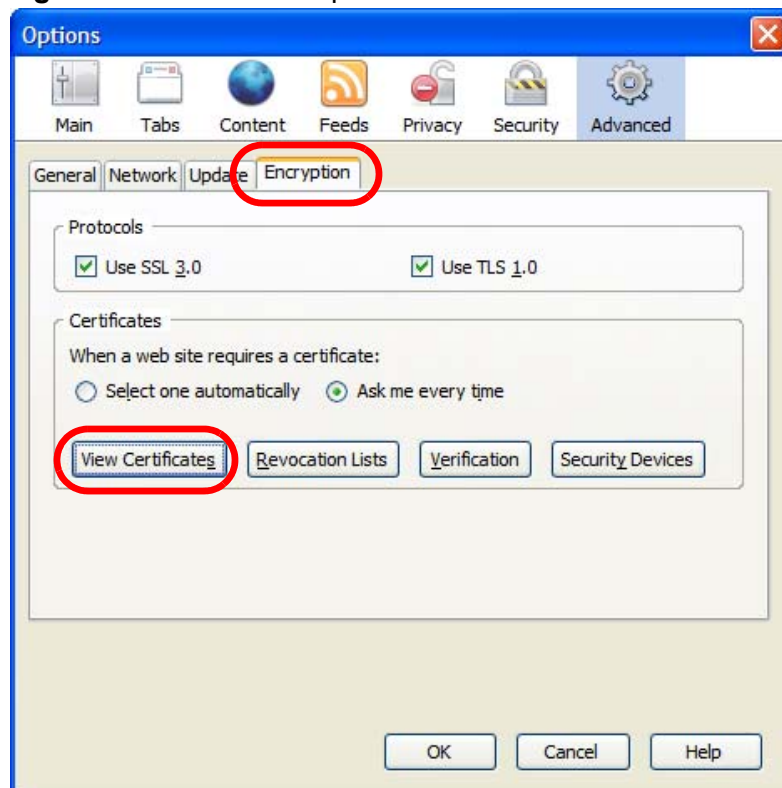 Options
Main Tabs Content Feeds Privacy Security Advanced
General Network Update Encryption
Protocols
Use SSL 3.0 Use TLS 1.0
Certificates
When a web site requires a certificate:
Select one automatically Ask me every time
View Certificates Revocation Lists Verification Security Devices
OK Cancel Help